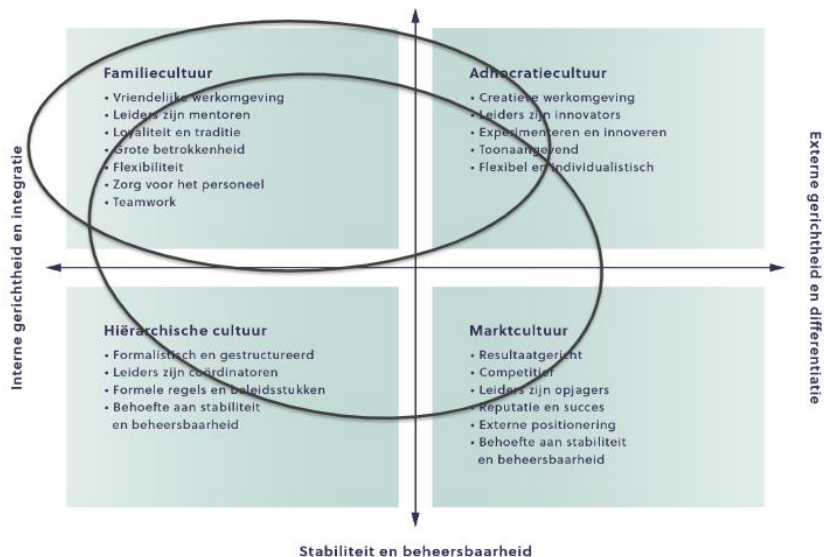 Familiecultuur
• Vriendelijke werkomgeving
• Leiders zijn mentoren
• Loyaliteit en traditie
• Grote betrokkenheid
• Flexibiliteit
• Zorg voor het personeel
• Teamwork
Adhocratiecultuur
• Creatieve werkomgeving
• Leiders zijn innovators
• Experimenteren en innoveren
• Toonaangevend
• Flexibel en individualistisch
Interne gerichtheid en integratie
Externe gerichtheid en differentiatie
Hiërarchische cultuur
• Formalistisch en gestructureerd
• Leiders zijn coördinatoren
• Formele regels en beleidsstukken
• Behoefte aan stabiliteit
en beheersbaarheid
Marktcultuur
• Resultaatgericht
• Competitief
• Leiders zijn opjagers
• Reputatie en succes
• Externe positionering
• Behoefte aan stabiliteit
en beheersbaarheid
Stabiliteit en beheersbaarheid